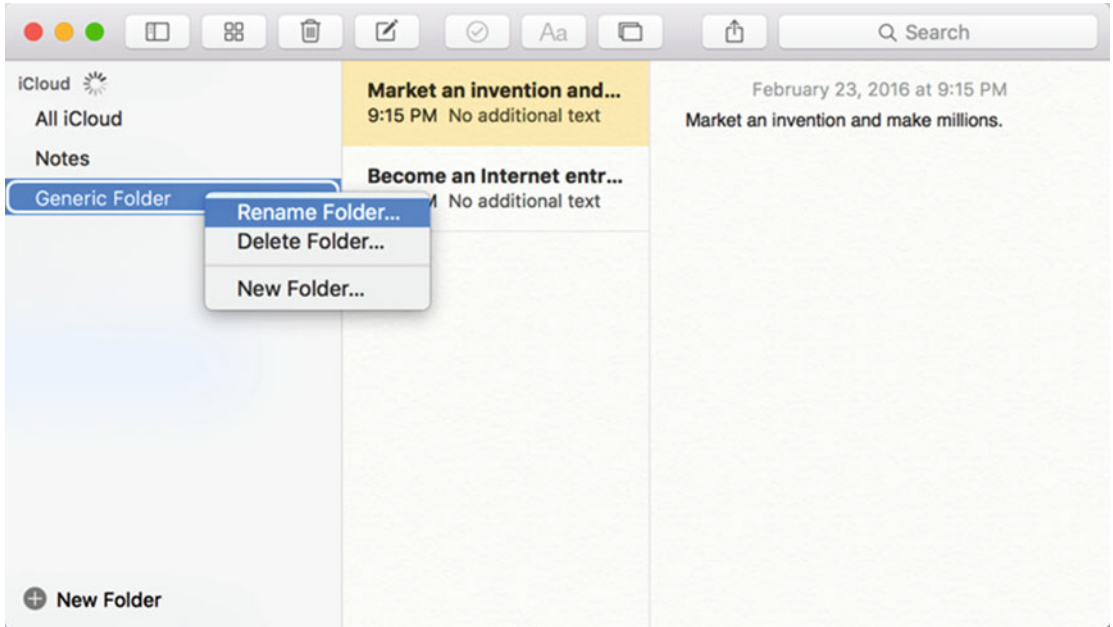 Aa
Search
iCloud
All iCloud
Notes
Generic Folder
Rename Folder...
Delete Folder...
New Folder...
New Folder
Market an invention and...
9:15 PM No additional text
Become an Internet entr...
M No additional text
February 23, 2016 at 9:15 PM
Market an invention and make millions.